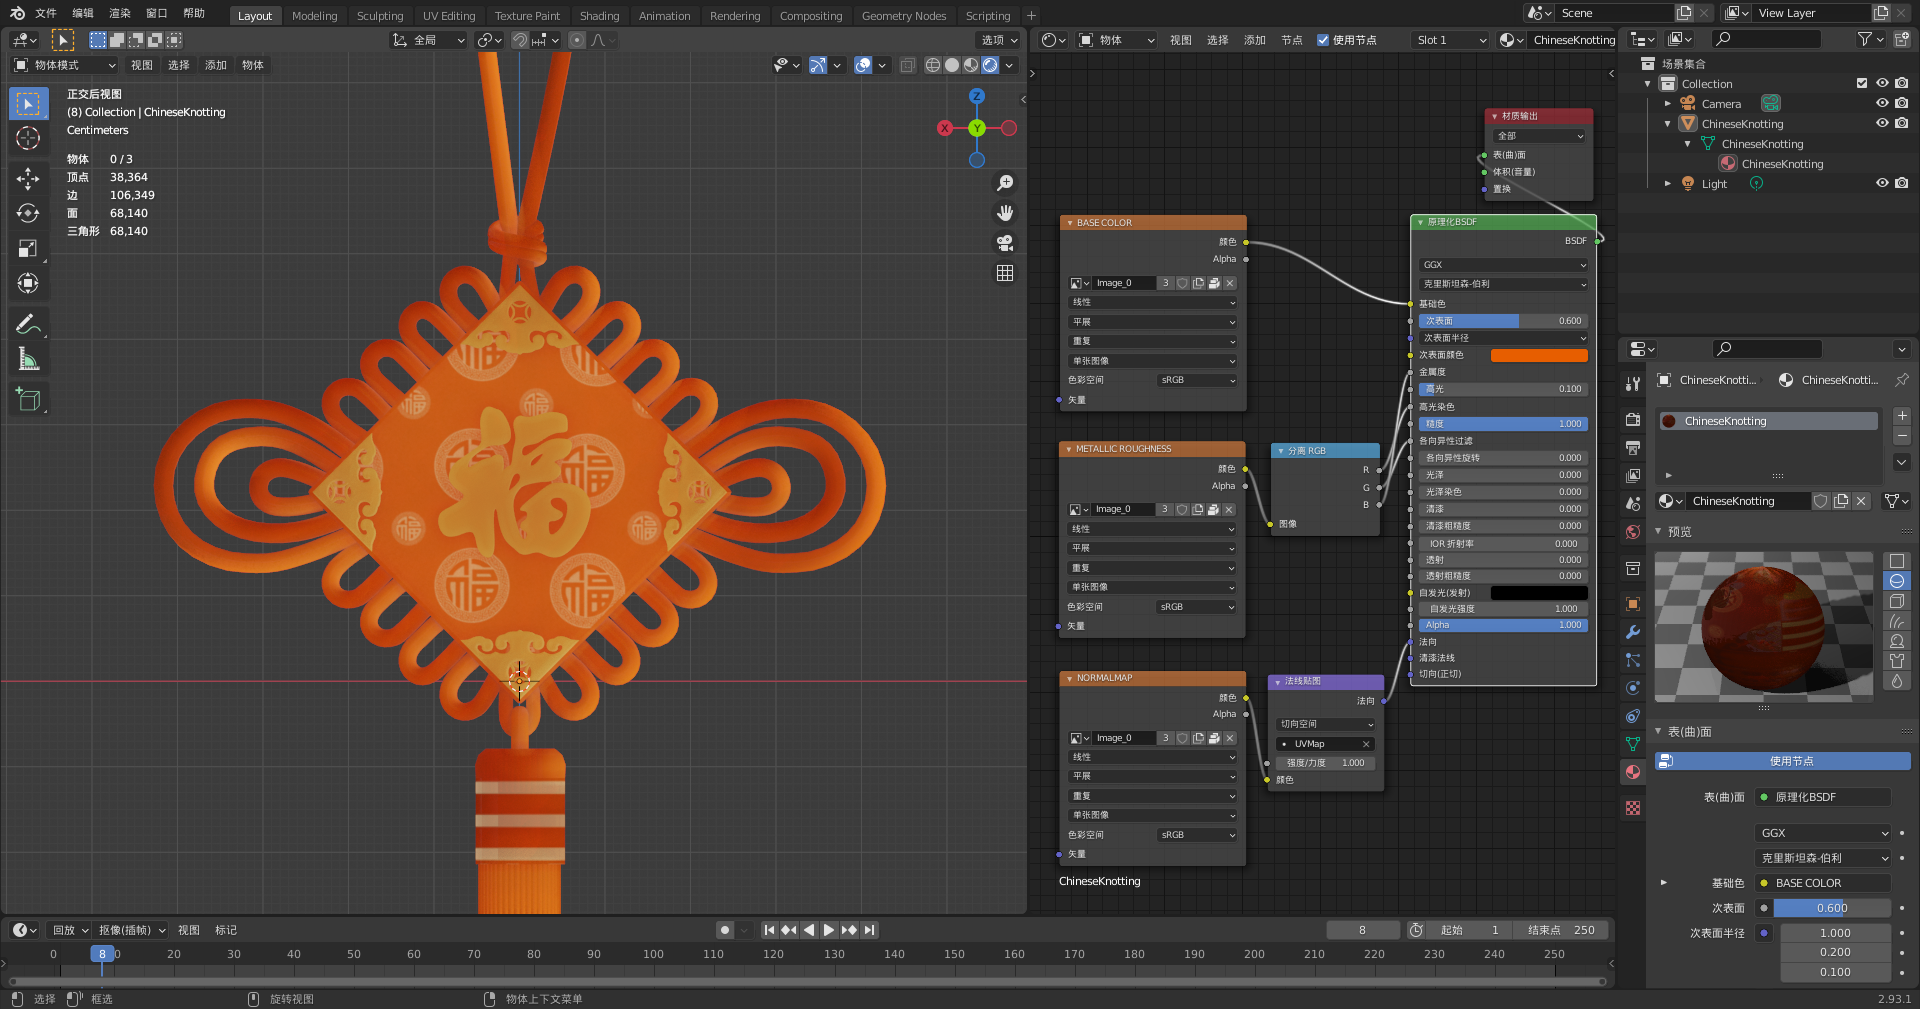 文件 编辑 渲染 窗口 帮助 Layout Modeling Sculpting UV Editing Texture Paint Shading Animation Rendering Compositing Geometry Nodes Scripting + Scene View Layer
全局 选项
物体模式 视图 选择 添加 物体
正交后视图
(8) Collection | ChineseKnotting
Centimeters
物体 0 / 3
顶点 38,364
边 106,349
面 68,140
三角形 68,140
Z
X
Y
福
物体 视图 选择 添加 节点 使用节点 Slot 1 ChineseKnotting
材质输出
全部
表(曲)面
体积(音量)
置换
BASE COLOR
颜色
Alpha
Image_0 3
线性
平展
重复
单张图像
色彩空间 sRGB
矢量
METALLIC ROUGHNESS
颜色
Alpha
Image_0 3
线性
平展
重复
单张图像
色彩空间 sRGB
矢量
分离 RGB
R
G
B
图像
NORMALMAP
颜色
Alpha
Image_0 3
线性
平展
重复
单张图像
色彩空间 sRGB
矢量
法线贴图
法向
切向空间
UVMap
强度/力度 1.000
颜色
原理化BSDF
BSDF
GGX
克里斯坦森-伯利
基础色
次表面 0.600
次表面半径
次表面颜色
金属度
高光 0.100
高光染色
糙度 1.000
各向异性过滤
各向异性旋转 0.000
光泽 0.000
光泽染色 0.000
清漆 0.000
清漆粗糙度 0.000
IOR 折射率 0.000
透射 0.000
透射粗糙度 0.000
自发光(发射)
自发光强度 1.000
Alpha 1.000
法向
清漆法线
切向(正切)
ChineseKnotting
场景集合
Collection
Camera
ChineseKnotting
ChineseKnotting
ChineseKnotting
Light
ChineseKnotti... ChineseKnotti...
ChineseKnotting
ChineseKnotting
预览
表(曲)面
使用节点
表(曲)面 原理化BSDF
GGX
克里斯坦森-伯利
基础色 BASE COLOR
次表面 0.600
次表面半径 1.000
0.200
0.100
回放 抠像(插帧) 视图 标记 8 起始 1 结束点 250
0 8 20 30 40 50 60 70 80 90 100 110 120 130 140 150 160 170 180 190 200 210 220 230 240 250
选择 框选 旋转视图 物体上下文菜单 2.93.1